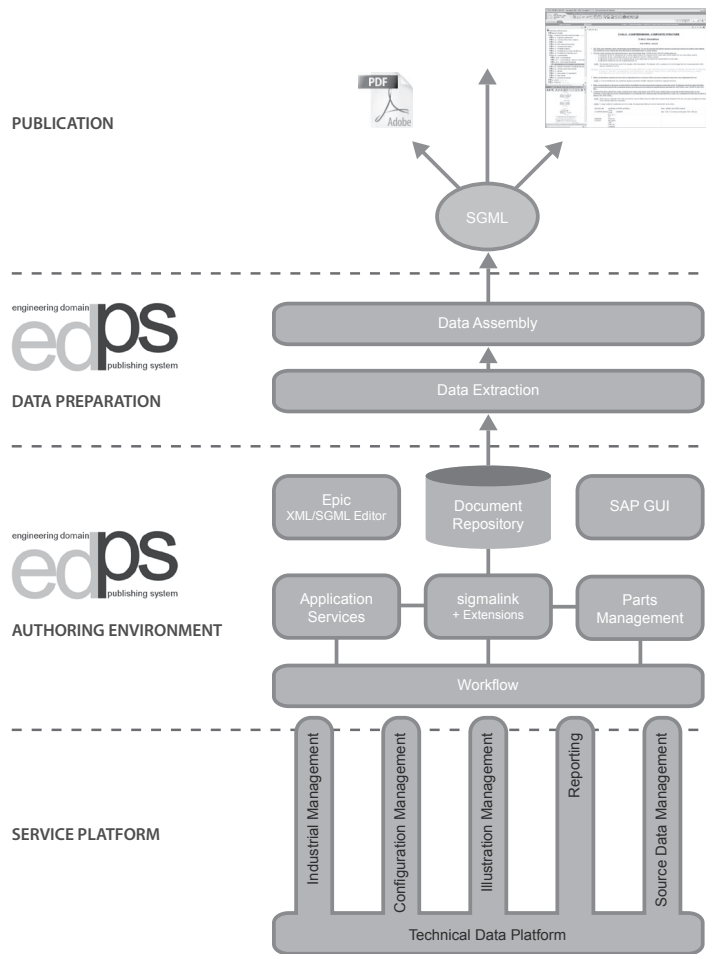 PDF
Adobe
PUBLICATION
SGML
engineering domain
edps
publishing system
DATA PREPARATION
Data Assembly
Data Extraction
Epic
XML/SGML Editor
Document
Repository
SAP GUI
engineering domain
edps
publishing system
AUTHORING ENVIRONMENT
Application
Services
sigmalink
+ Extensions
Parts
Management
Workflow
SERVICE PLATFORM
Industrial Management
Configuration Management
Illustration Management
Reporting
Source Data Management
Technical Data Platform